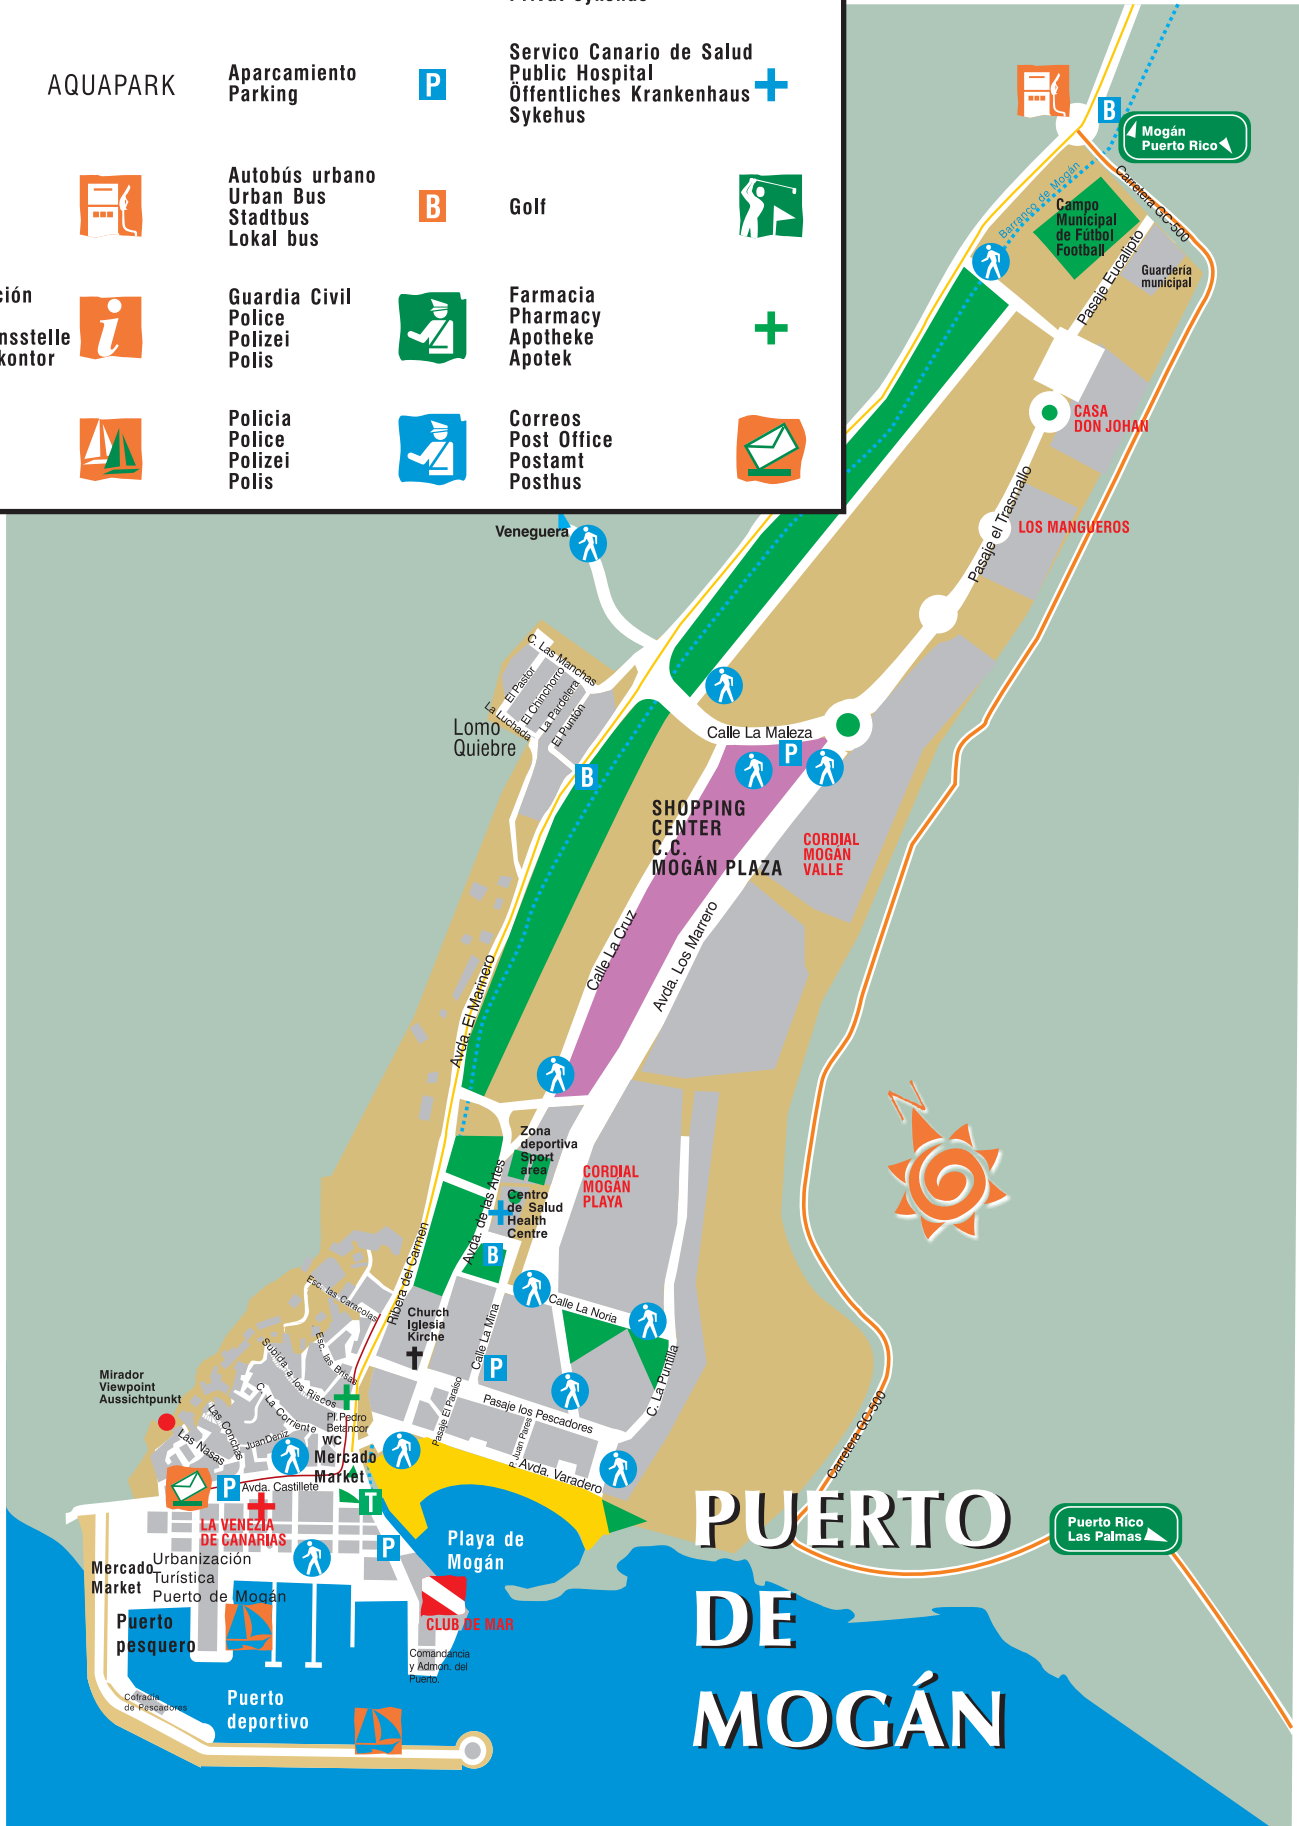 AQUAPARK
Aparcamiento
Parking
P
Servico Canario de Salud
Public Hospital
Öffentliches Krankenhaus
Sykehus
Autobús urbano
Urban Bus
Stadtbus
Lokal bus
B
Golf
nsstelle
kontor
i
Guardia Civil
Police
Polizei
Polis
Farmacia
Pharmacy
Apotheke
Apotek
Policia
Police
Polizei
Polis
Correos
Post Office
Postamt
Posthus
B
Mogán
Puerto Rico
Carretera GC-500
Barranco de Mogán
Campo
Municipal
de Fútbol
Football
Pasaje Eucalipto
Guardería
municipal
CASA
DON JOHAN
Pasaje el Trasmallo
LOS MANGUEROS
Veneguera
C. Las Manchas
El Pastor
El Chinchorro
La Pardelera
El Puntón
La Luchada
Lomo
Quiebre
B
Calle La Maleza
P
SHOPPING
CENTER
C.C.
MOGÁN PLAZA
CORDIAL
MOGÁN
VALLE
Calle La Cruz
Avda. Los Marrero
Avda. El Marinero
N
Zona
deportiva
Sport
area
CORDIAL
MOGÁN
PLAYA
Centro
de Salud
Health
Centre
Avda. de las Artes
B
Ribera del Carmen
Esc. las Caracolas
Church
Iglesia
Kirche
Calle La Mina
Calle La Noria
P
C. La Puntilla
Esc. las Brisas
Subida a los Riscos
Mirador
Viewpoint
Aussichtpunkt
C. La Corriente
Las Conchas
Las Nasas
Juan Deniz
Pl. Pedro
Betancor
WC
Mercado
Market
Pasaje El Paraíso
Pasaje los Pescadores
P. Juan Pares
Avda. Varadero
P
Avda. Castillete
T
LA VENEZIA
DE CANARIAS
P
Playa de
Mogán
Mercado
Market
Urbanización
Turística
Puerto de Mogán
Puerto
pesquero
CLUB DE MAR
Comandancia
y Admon. del
Puerto.
Cofradia
de Pescadores
Puerto
deportivo
Carretera GC-500
Puerto Rico
Las Palmas
PUERTO
DE
MOGÁN